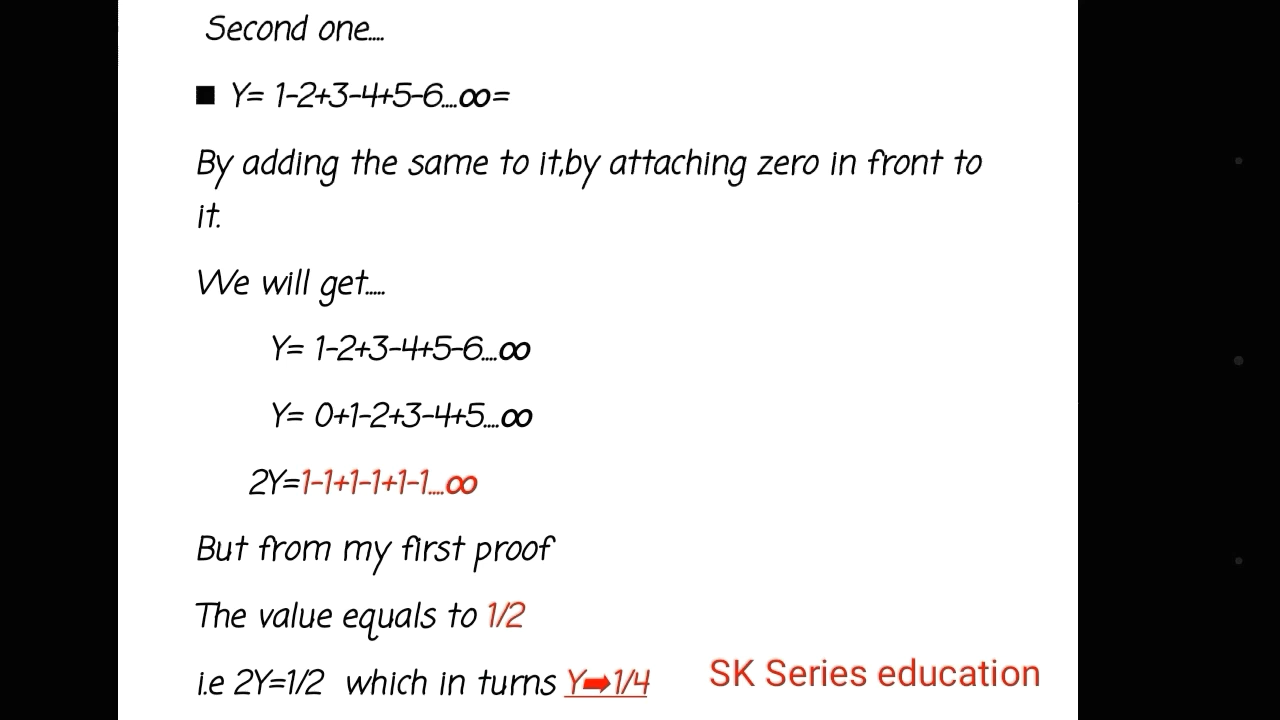 Second one....
■ Y= 1-2+3-4+5-6....∞=
By adding the same to it,by attaching zero in front to
it.
We will get.....
Y= 1-2+3-4+5-6....∞
Y= 0+1-2+3-4+5....∞
2Y=1-1+1-1+1-1....∞
But from my first proof
The value equals to 1/2
i.e 2Y=1/2 which in turns Y➡1/4
SK Series education